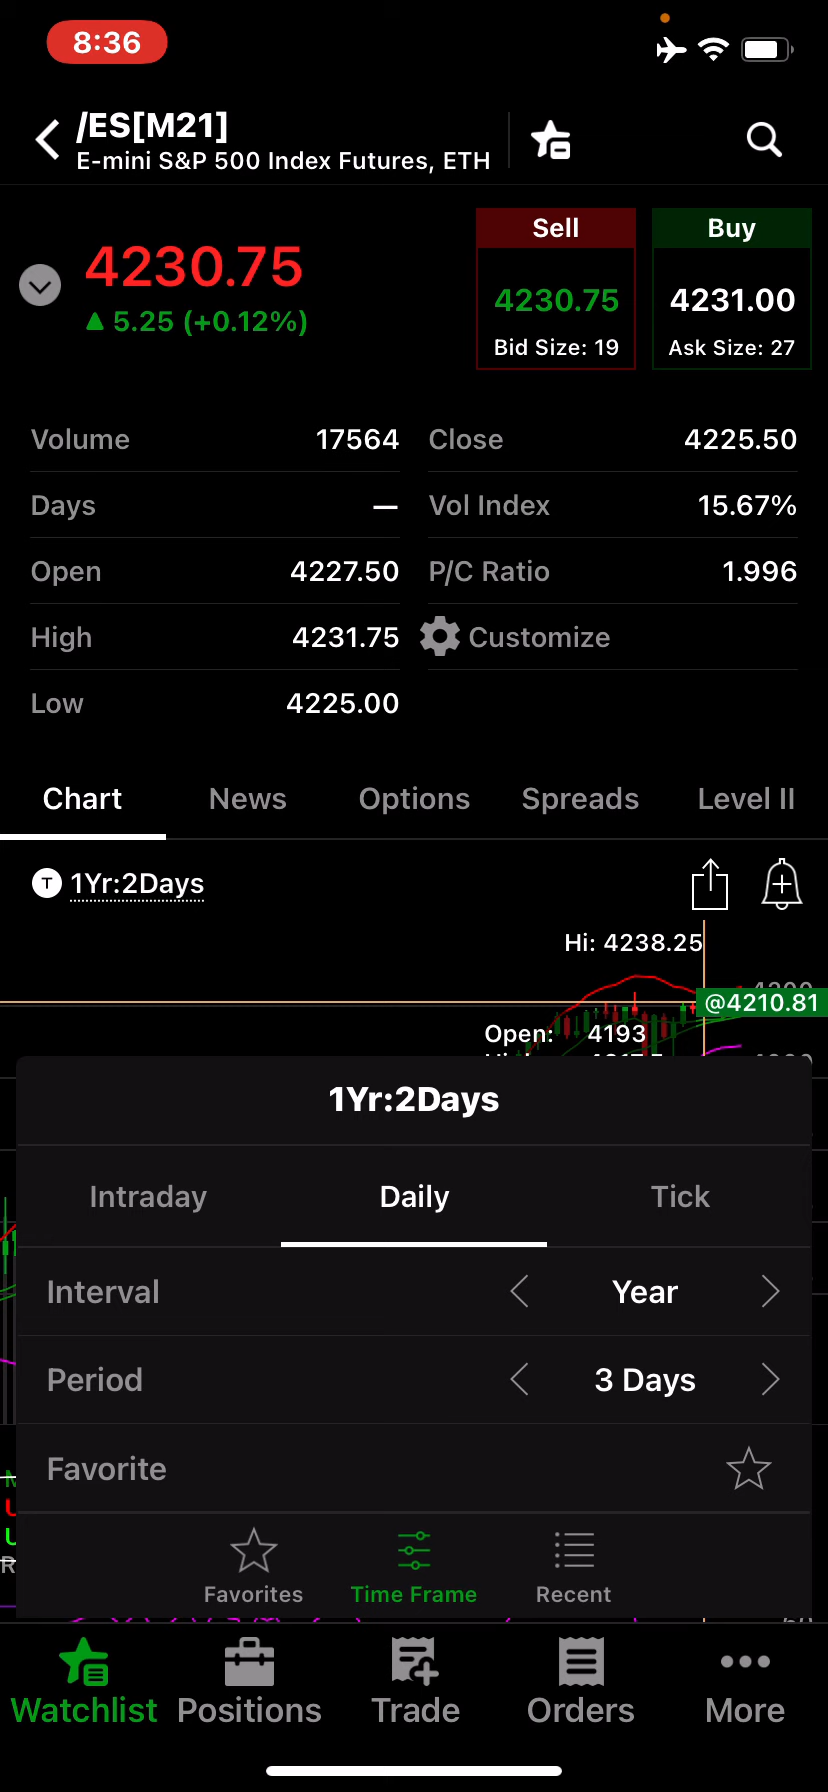 8:36
/ES[M21]
E-mini S&P 500 Index Futures, ETH
4230.75
5.25 (+0.12%)
Sell
4230.75
Bid Size: 19
Buy
4231.00
Ask Size: 27
Volume 17564
Close 4225.50
Days —
Vol Index 15.67%
Open 4227.50
P/C Ratio 1.996
High 4231.75
Customize
Low 4225.00
Chart News Options Spreads Level II
T 1Yr:2Days
Hi: 4238.25
@4210.81
Open: 4193
1Yr:2Days
Intraday Daily Tick
Interval Year
Period 3 Days
Favorite
Favorites Time Frame Recent
Watchlist Positions Trade Orders More